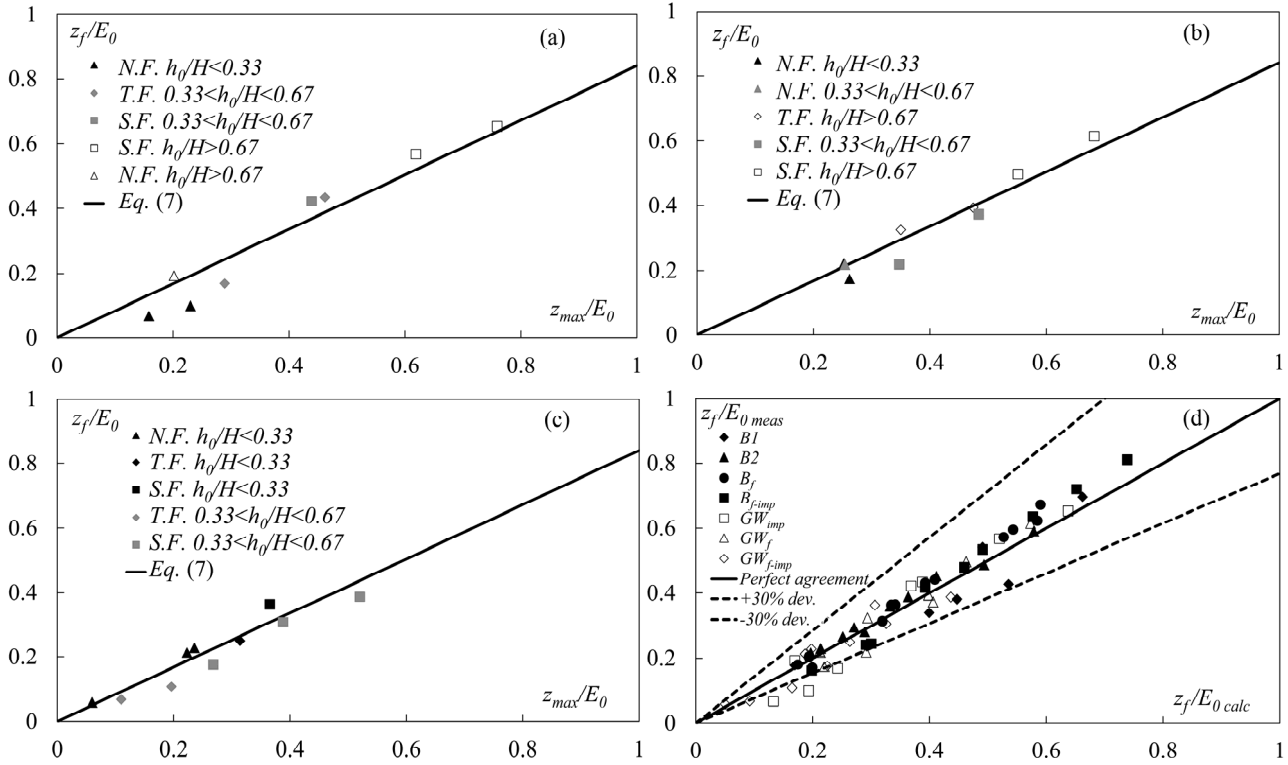 z_f/E_0
(a)
N.F. h_0/H<0.33
T.F. 0.33<h_0/H<0.67
S.F. 0.33<h_0/H<0.67
S.F. h_0/H>0.67
N.F. h_0/H>0.67
Eq. (7)
z_max/E_0
1
0.8
0.6
0.4
0.2
0
0 0.2 0.4 0.6 0.8 1
z_f/E_0
(b)
N.F. h_0/H<0.33
N.F. 0.33<h_0/H<0.67
T.F. h_0/H>0.67
S.F. 0.33<h_0/H<0.67
S.F. h_0/H>0.67
Eq. (7)
z_max/E_0
1
0.8
0.6
0.4
0.2
0
0 0.2 0.4 0.6 0.8 1
z_f/E_0
(c)
N.F. h_0/H<0.33
T.F. h_0/H<0.33
S.F. h_0/H<0.33
T.F. 0.33<h_0/H<0.67
S.F. 0.33<h_0/H<0.67
Eq. (7)
z_max/E_0
1
0.8
0.6
0.4
0.2
0
0 0.2 0.4 0.6 0.8 1
z_f/E_0 meas
(d)
B1
B2
B_f
B_f-imp
GW_imp
GW_f
GW_f-imp
Perfect agreement
+30% dev.
-30% dev.
z_f/E_0 calc
1
0.8
0.6
0.4
0.2
0
0 0.2 0.4 0.6 0.8 1